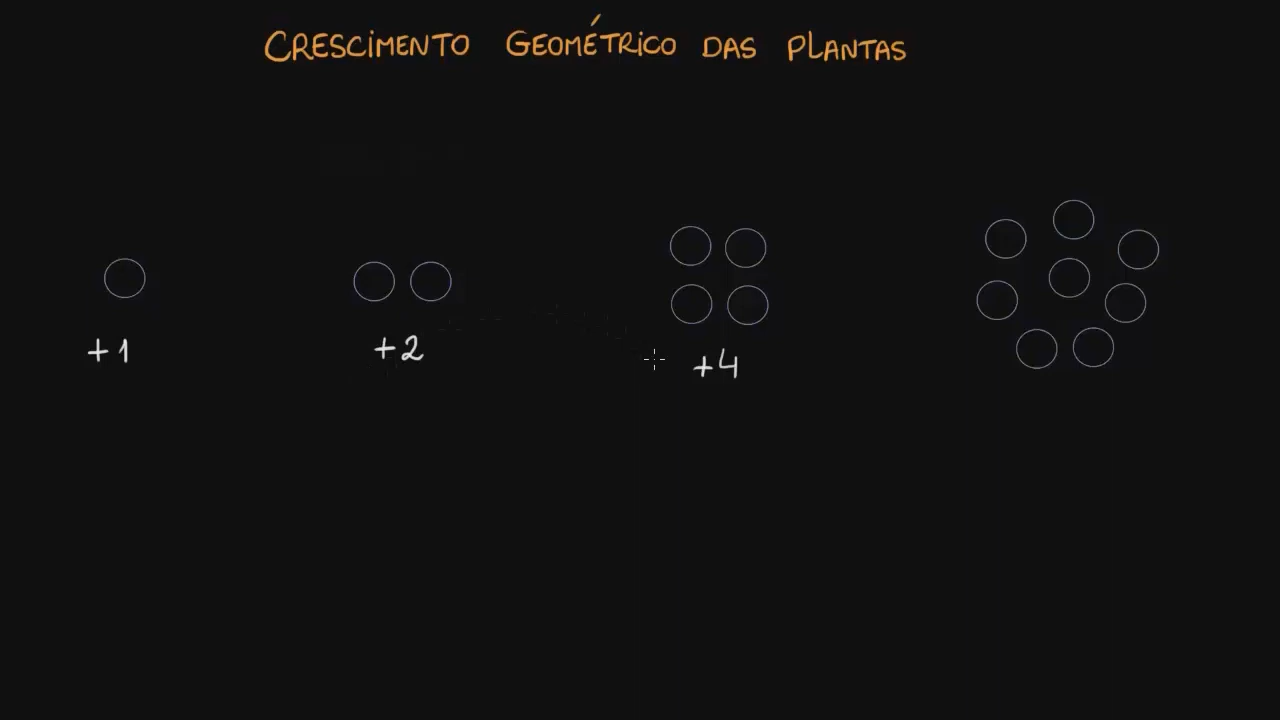 CRESCIMENTO GEOMÉTRICO DAS PLANTAS
+1
+2
+4